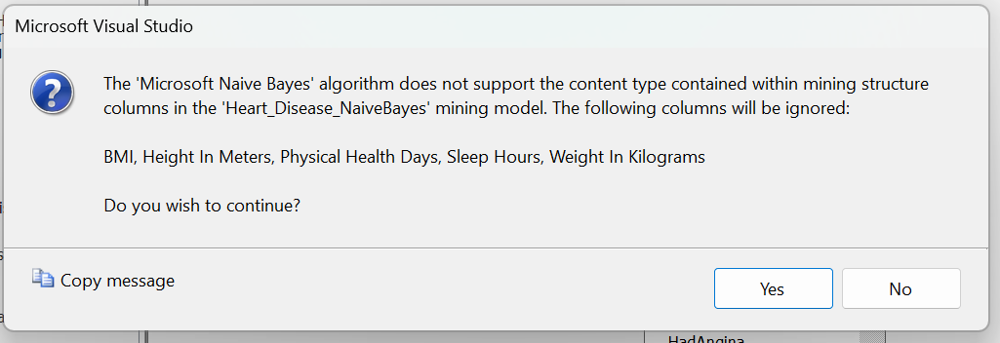 Microsoft Visual Studio
The 'Microsoft Naive Bayes' algorithm does not support the content type contained within mining structure
columns in the 'Heart_Disease_NaiveBayes' mining model. The following columns will be ignored:
BMI, Height In Meters, Physical Health Days, Sleep Hours, Weight In Kilograms
Do you wish to continue?
Copy message
Yes
No
HadAngina